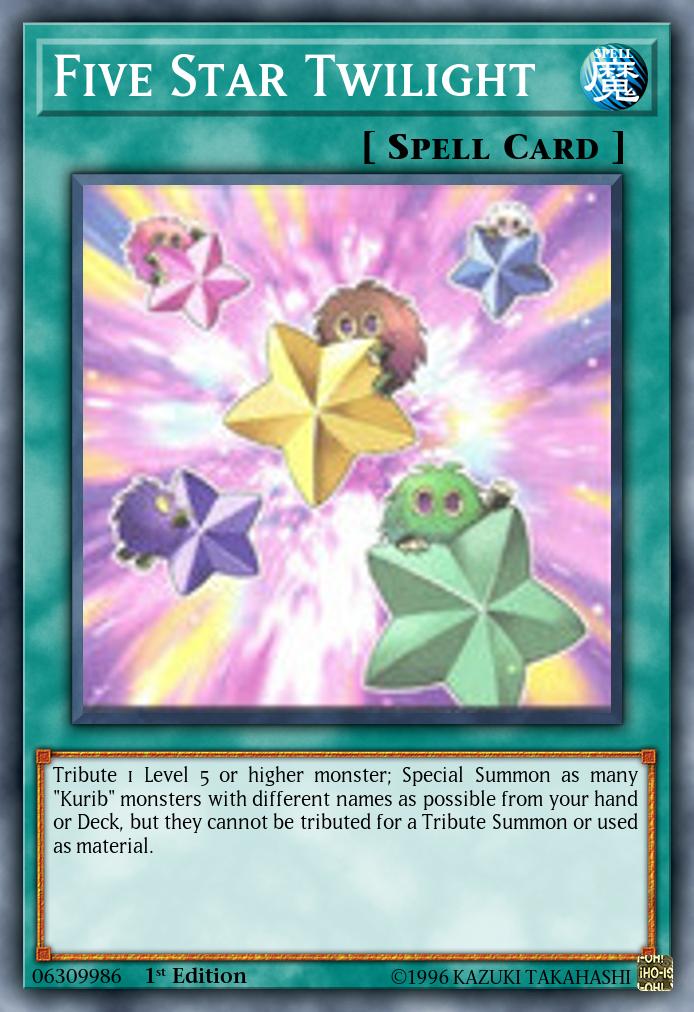 Five Star Twilight
SPELL
魔
[ Spell Card ]
Tribute 1 Level 5 or higher monster; Special Summon as many
"Kurib" monsters with different names as possible from your hand
or Deck, but they cannot be tributed for a Tribute Summon or used
as material.
06309986 1st Edition ©1996 KAZUKI TAKAHASHI